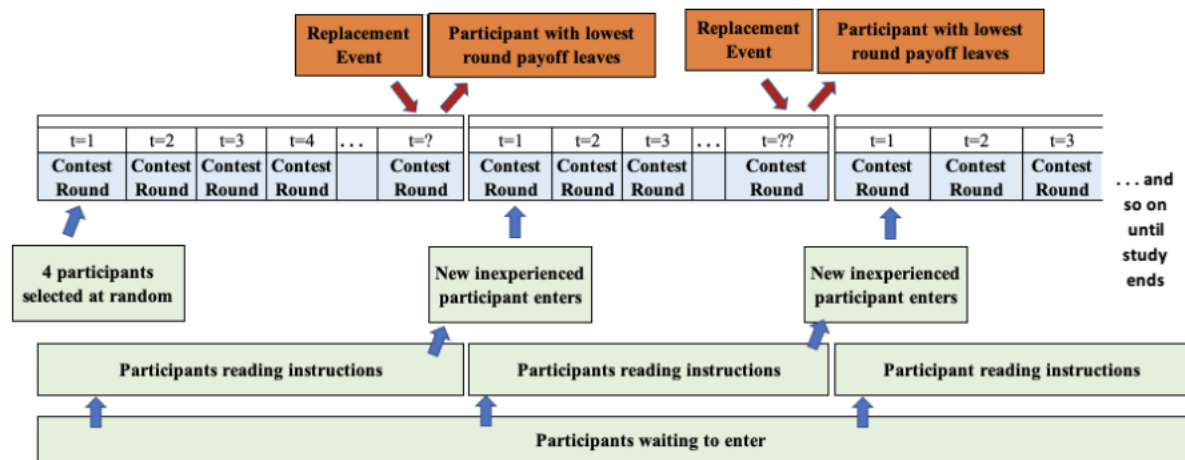 Replacement
Event
Participant with lowest
round payoff leaves
Replacement
Event
Participant with lowest
round payoff leaves
t=1 t=2 t=3 t=4 ... t=? t=1 t=2 t=3 ... t=?? t=1 t=2 t=3
Contest Contest Contest Contest Contest Contest Contest Contest Contest Contest Contest Contest
Round Round Round Round Round Round Round Round Round Round Round Round
. . . and
so on
until
study
ends
4 participants
selected at random
New inexperienced
participant enters
New inexperienced
participant enters
Participants reading instructions
Participants reading instructions
Participant reading instructions
Participants waiting to enter